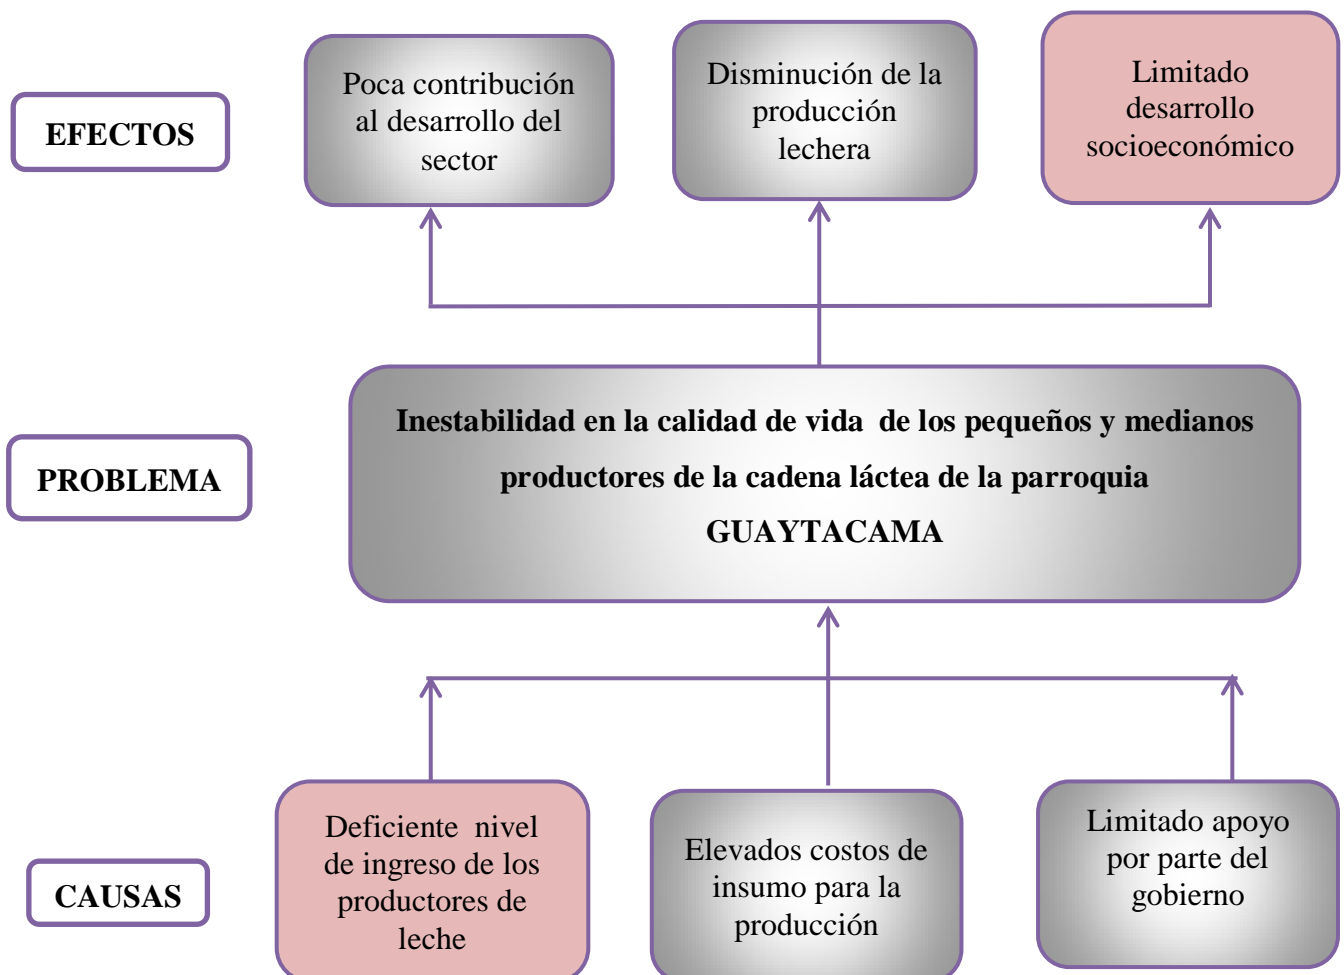 EFECTOS
Poca contribución
al desarrollo del
sector
Disminución de la
producción
lechera
Limitado
desarrollo
socioeconómico
PROBLEMA
Inestabilidad en la calidad de vida  de los pequeños y medianos
productores de la cadena láctea de la parroquia
GUAYTACAMA
CAUSAS
Deficiente  nivel
de ingreso de los
productores de
leche
Elevados costos de
insumo para la
producción
Limitado apoyo
por parte del
gobierno